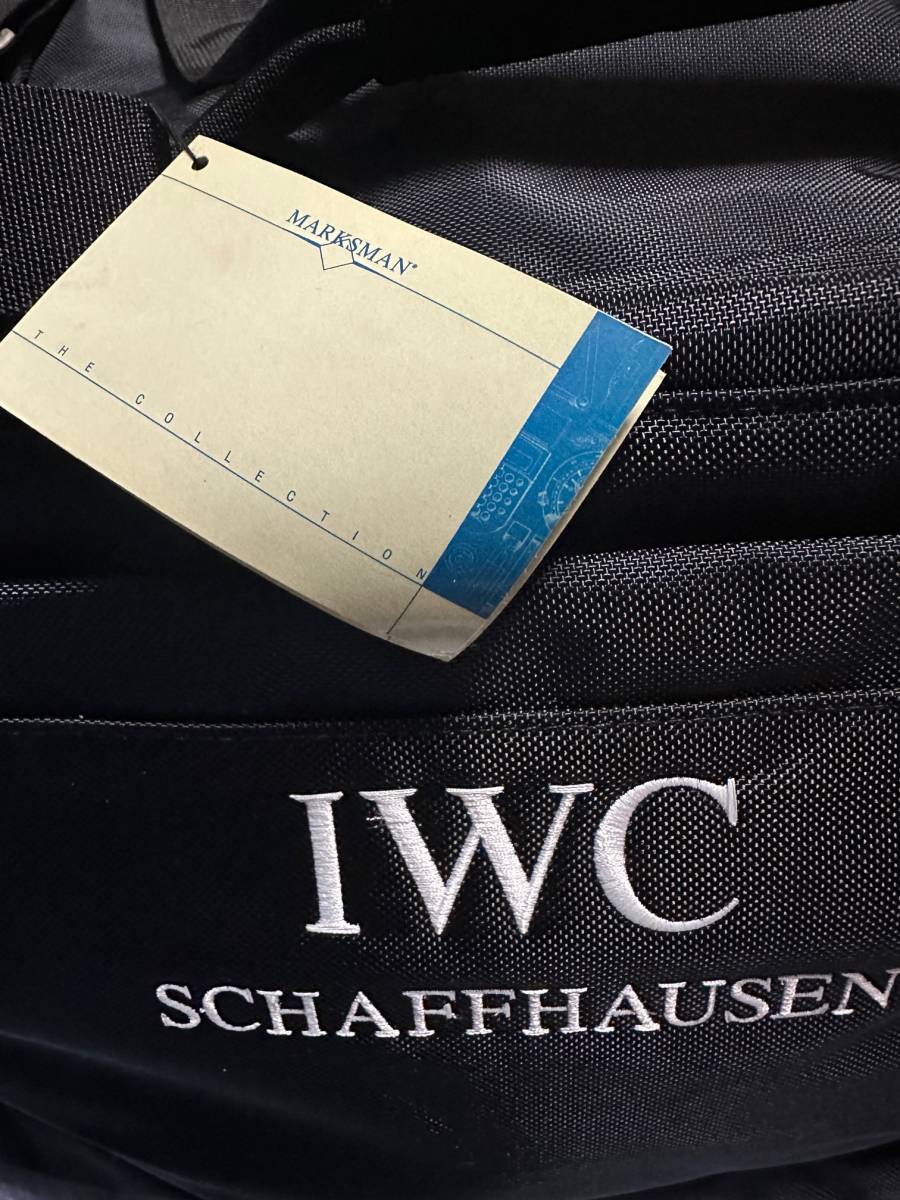 MARKSMAN®
THE COLLECTION
IWC
SCHAFFHAUSEN